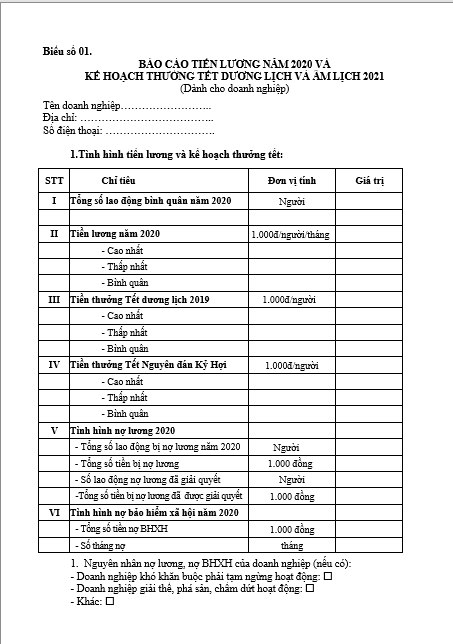 Biểu số 01.
BÁO CÁO TIỀN LƯƠNG NĂM 2020 VÀ
KẾ HOẠCH THƯỞNG TẾT DƯƠNG LỊCH VÀ ÂM LỊCH 2021
(Dành cho doanh nghiệp)
Tên doanh nghiệp……………………..
Địa chỉ: ………………………………..
Số điện thoại: ………………………….
1.Tình hình tiền lương và kế hoạch thưởng tết:
STT Chỉ tiêu Đơn vị tính Giá trị
I Tổng số lao động bình quân năm 2020 Người
II Tiền lương năm 2020 1.000đ/người/tháng
- Cao nhất
- Thấp nhất
- Bình quân
III Tiền thưởng Tết dương lịch 2019 1.000đ/người
- Cao nhất
- Thấp nhất
- Bình quân
IV Tiền thưởng Tết Nguyên đán Kỷ Hợi 1.000đ/người
- Cao nhất
- Thấp nhất
- Bình quân
V Tình hình nợ lương 2020
- Tổng số lao động bị nợ lương năm 2020 Người
- Tổng số tiền bị nợ lương 1.000 đồng
- Số lao động nợ lương đã giải quyết Người
-Tổng số tiền bị nợ lương đã được giải quyết 1.000 đồng
VI Tình hình nợ bảo hiểm xã hội năm 2020
- Tổng số tiền nợ BHXH 1.000 đồng
- Số tháng nợ tháng
1. Nguyên nhân nợ lương, nợ BHXH của doanh nghiệp (nếu có):
- Doanh nghiệp khó khăn buộc phải tạm ngừng hoạt động: ☐
- Doanh nghiệp giải thể, phá sản, chấm dứt hoạt động: ☐
- Khác: ☐